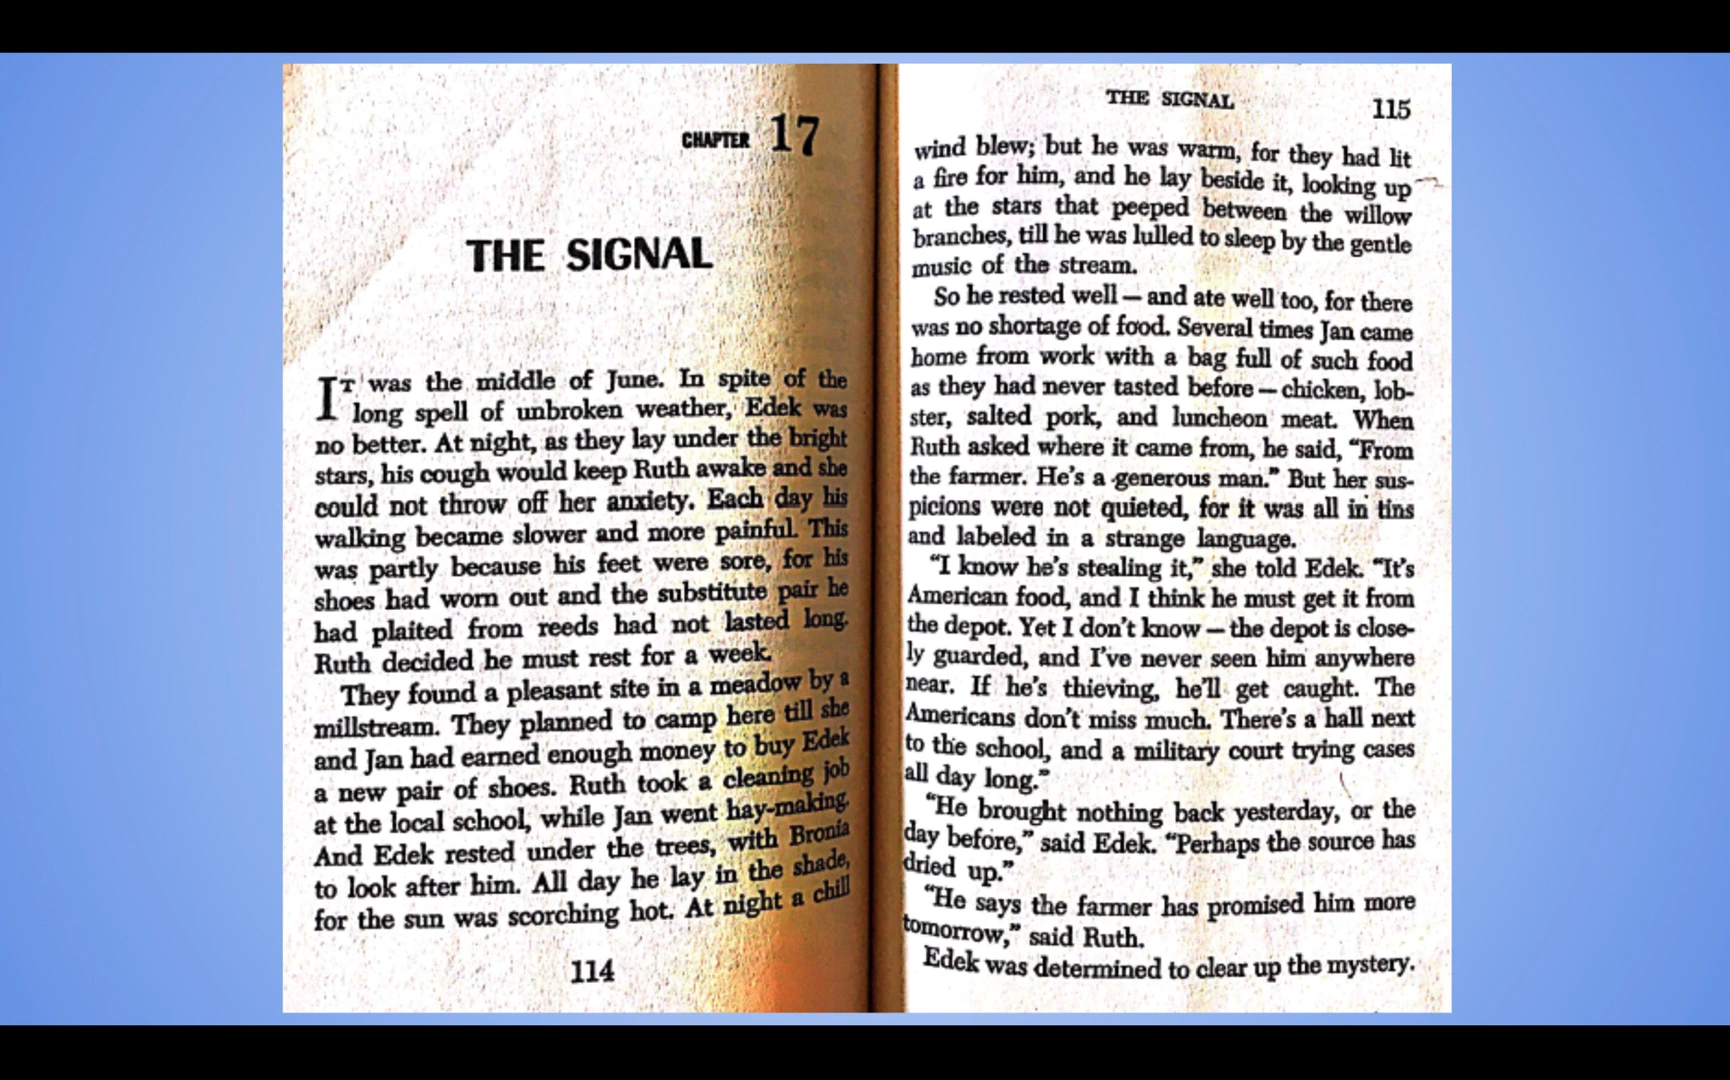 CHAPTER 17
THE SIGNAL
IT was the middle of June. In spite of the
long spell of unbroken weather, Edek was
no better. At night, as they lay under the bright
stars, his cough would keep Ruth awake and she
could not throw off her anxiety. Each day his
walking became slower and more painful. This
was partly because his feet were sore, for his
shoes had worn out and the substitute pair he
had plaited from reeds had not lasted long.
Ruth decided he must rest for a week.
They found a pleasant site in a meadow by a
millstream. They planned to camp here till she
and Jan had earned enough money to buy Edek
a new pair of shoes. Ruth took a cleaning job
at the local school, while Jan went hay-making.
And Edek rested under the trees, with Bronia
to look after him. All day he lay in the shade,
for the sun was scorching hot. At night a chill
114
THE SIGNAL 115
wind blew; but he was warm, for they had lit
a fire for him, and he lay beside it, looking up
at the stars that peeped between the willow
branches, till he was lulled to sleep by the gentle
music of the stream.
So he rested well — and ate well too, for there
was no shortage of food. Several times Jan came
home from work with a bag full of such food
as they had never tasted before — chicken, lob-
ster, salted pork, and luncheon meat. When
Ruth asked where it came from, he said, “From
the farmer. He’s a generous man.” But her sus-
picions were not quieted, for it was all in tins
and labeled in a strange language.
“I know he’s stealing it,” she told Edek. “It’s
American food, and I think he must get it from
the depot. Yet I don’t know — the depot is close-
ly guarded, and I’ve never seen him anywhere
near. If he’s thieving, he’ll get caught. The
Americans don’t miss much. There’s a hall next
to the school, and a military court trying cases
all day long.”
“He brought nothing back yesterday, or the
day before,” said Edek. “Perhaps the source has
dried up.”
“He says the farmer has promised him more
tomorrow,” said Ruth.
Edek was determined to clear up the mystery.